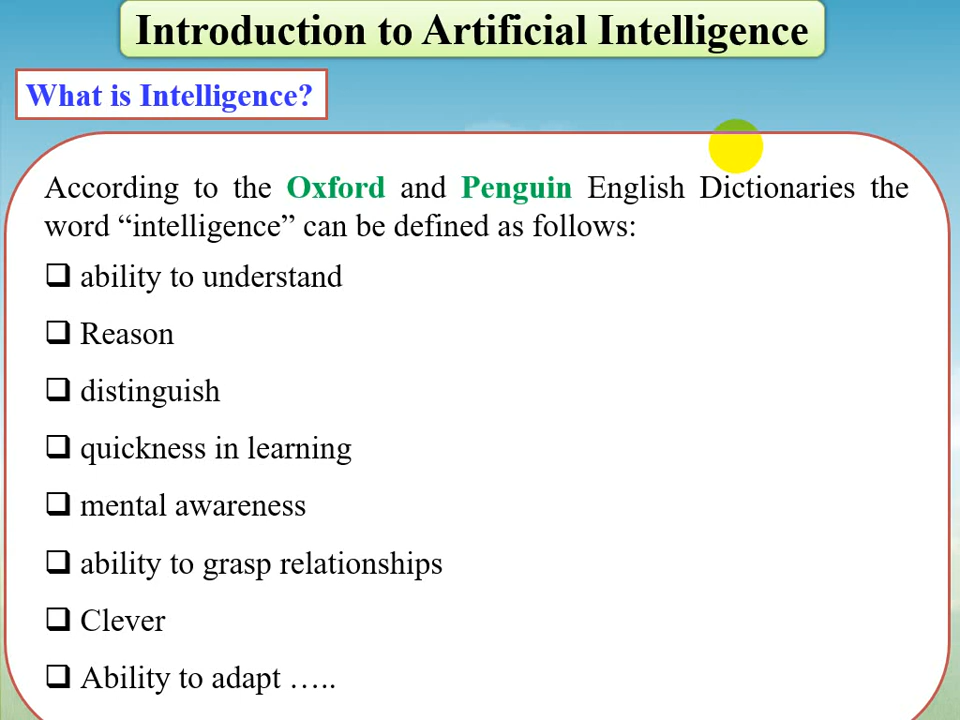 Introduction to Artificial Intelligence
What is Intelligence?
According to the Oxford and Penguin English Dictionaries the
word “intelligence” can be defined as follows:
❑ ability to understand
❑ Reason
❑ distinguish
❑ quickness in learning
❑ mental awareness
❑ ability to grasp relationships
❑ Clever
❑ Ability to adapt …..